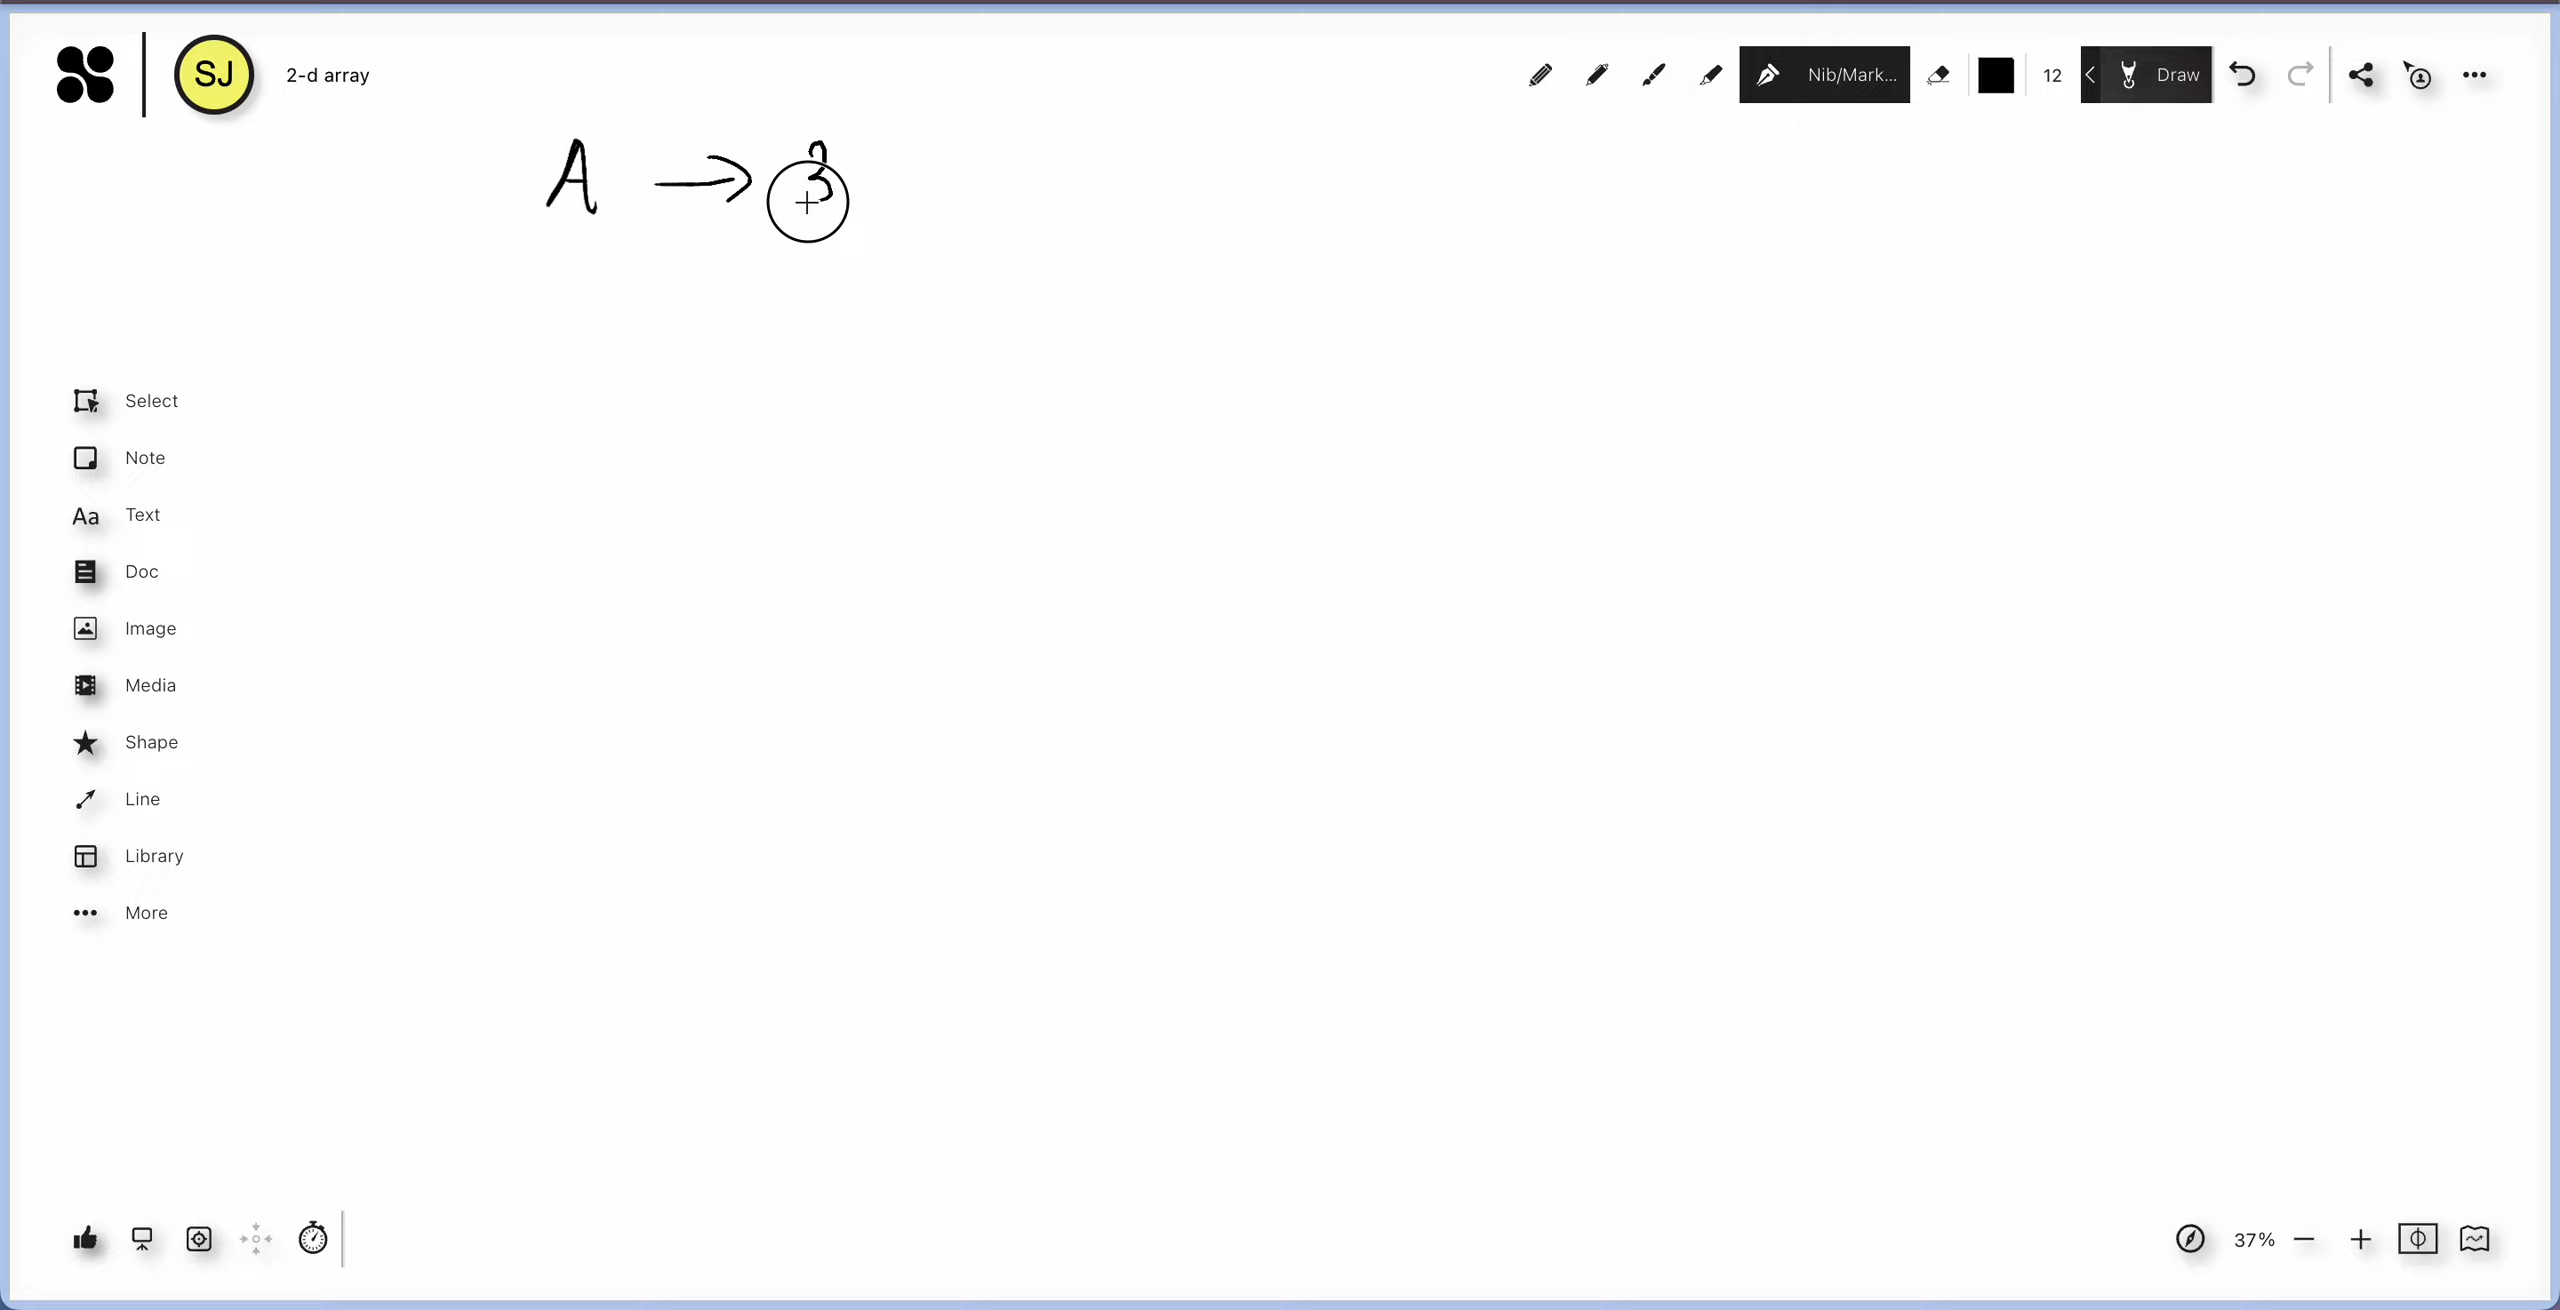 SJ 2-d array Nib/Mark... 12 Draw
A → 3
Select
Note
Aa Text
Doc
Image
Media
Shape
Line
Library
More
37%